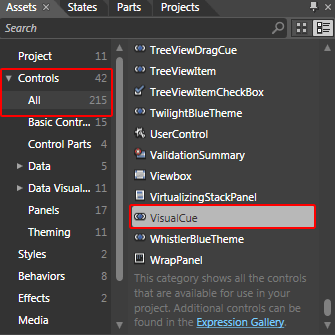 Assets × States Parts Projects
Search
Project 11
Controls 42
All 215
Basic Contro... 15
Control Parts 4
Data 5
Data Visual... 7
Panels 17
Theming 11
Styles 2
Behaviors 8
Effects 2
Media
TreeViewDragCue
TreeViewItem
TreeViewItemCheckBox
TwilightBlueTheme
UserControl
ValidationSummary
Viewbox
VirtualizingStackPanel
VisualCue
WhistlerBlueTheme
WrapPanel
This category shows all the controls
that are available for use in your
project. Additional controls can be
found in the Expression Gallery.